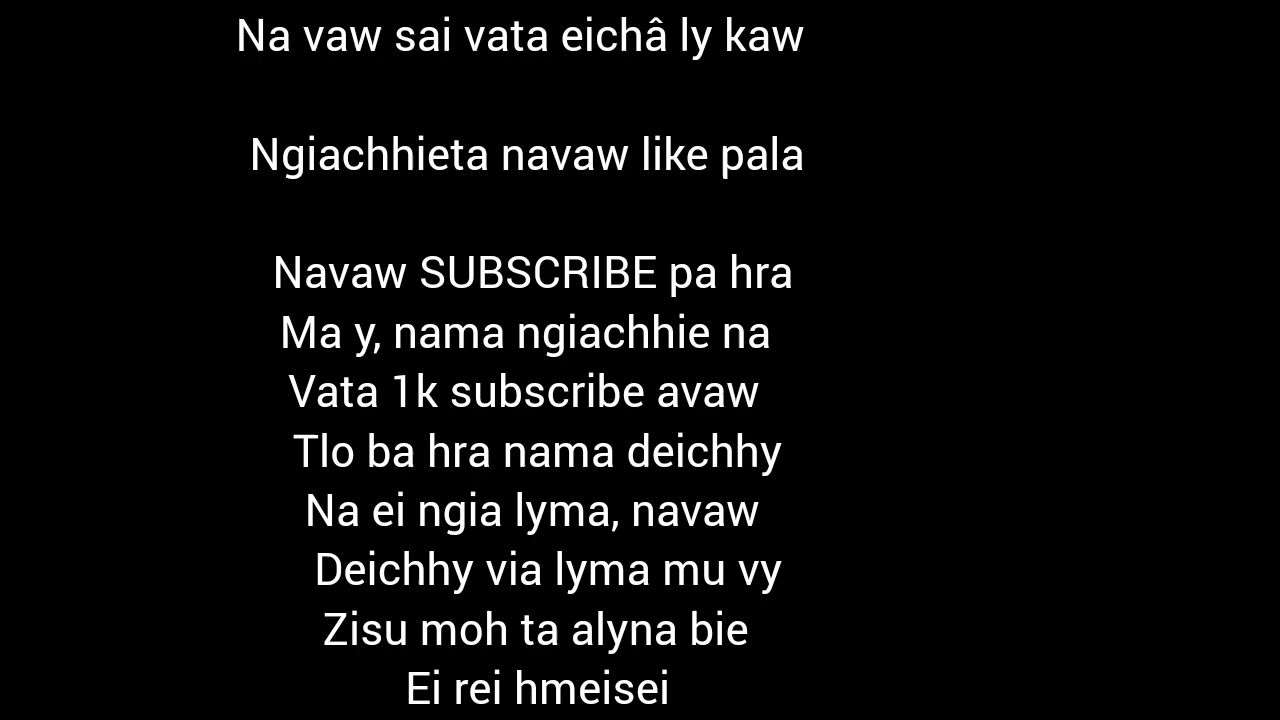 Na vaw sai vata eichâ ly kaw
Ngiachhieta navaw like pala
Navaw SUBSCRIBE pa hra
Ma y, nama ngiachhie na
Vata 1k subscribe avaw
Tlo ba hra nama deichhy
Na ei ngia lyma, navaw
Deichhy via lyma mu vy
Zisu moh ta alyna bie
Ei rei hmeisei